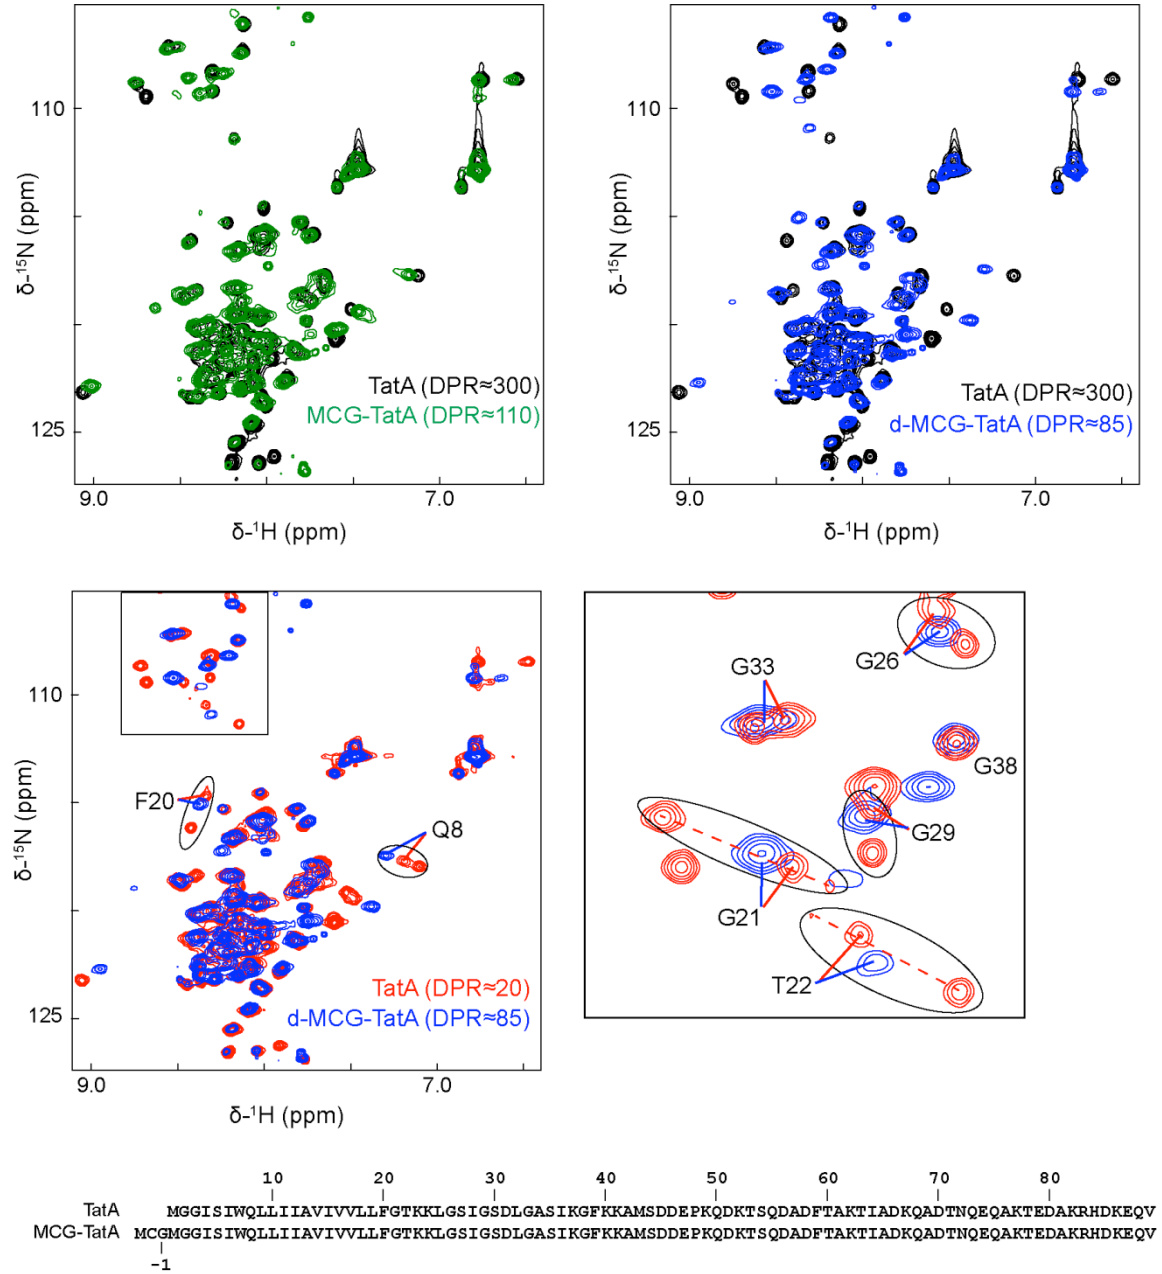 110
125
δ-¹⁵N (ppm)
TatA (DPR≈300)
MCG-TatA (DPR≈110)
9.0 7.0
δ-¹H (ppm)
110
125
δ-¹⁵N (ppm)
TatA (DPR≈300)
d-MCG-TatA (DPR≈85)
9.0 7.0
δ-¹H (ppm)
110
125
δ-¹⁵N (ppm)
F20
Q8
TatA (DPR≈20)
d-MCG-TatA (DPR≈85)
9.0 7.0
δ-¹H (ppm)
G26
G33
G38
G29
G21
T22
10 20 30 40 50 60 70 80
TatA MGGISIWQLLIIAVIVVLLFGTKKLGSIGSDLGASIKGFKKAMSDDEPKQDKTSQDADFTAKTIADKQADTNQEQAKTEDAKRHDKEQV
MCG-TatA MCGMGGISIWQLLIIAVIVVLLFGTKKLGSIGSDLGASIKGFKKAMSDDEPKQDKTSQDADFTAKTIADKQADTNQEQAKTEDAKRHDKEQV
-1